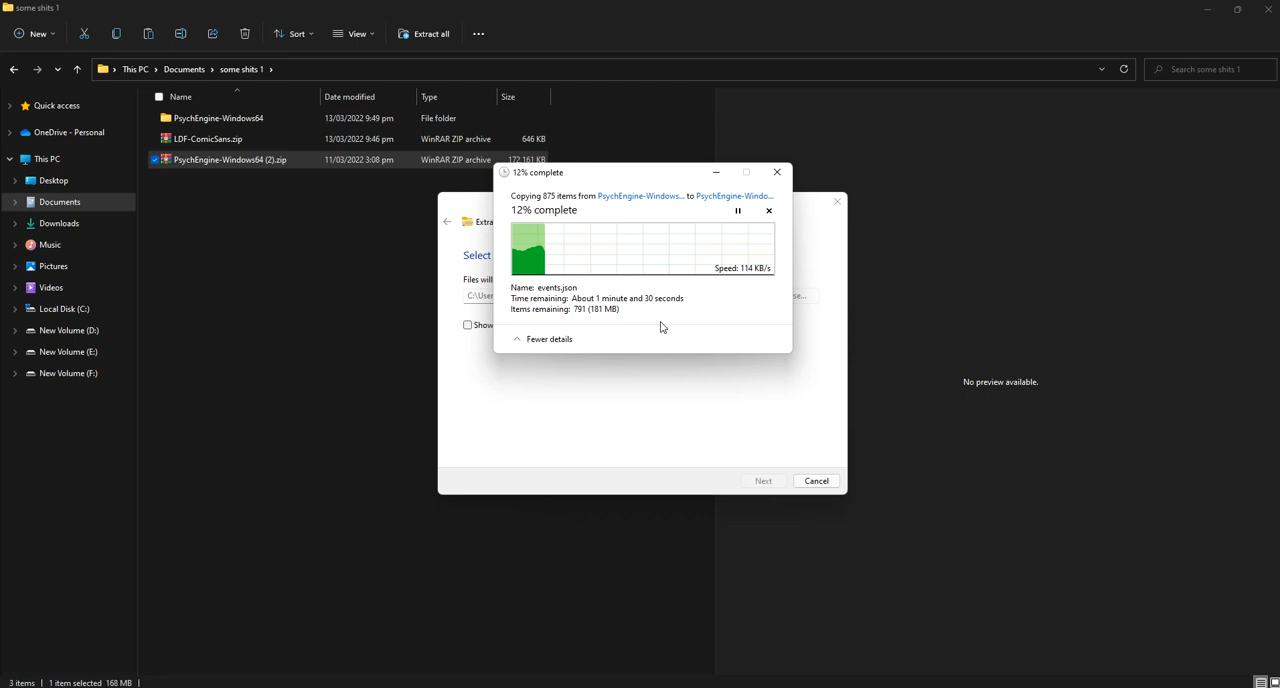 some shits 1
New
Sort
View
Extract all
This PC > Documents > some shits 1 >
Search some shits 1
Quick access
OneDrive - Personal
This PC
Desktop
Documents
Downloads
Music
Pictures
Videos
Local Disk (C:)
New Volume (D:)
New Volume (E:)
New Volume (F:)
Name Date modified Type Size
PsychEngine-Windows64 13/03/2022 9:49 pm File folder
LDF-ComicSans.zip 13/03/2022 9:46 pm WinRAR ZIP archive 646 KB
PsychEngine-Windows64 (2).zip 11/03/2022 3:08 pm WinRAR ZIP archive 172,161 KB
12% complete
Copying 875 items from PsychEngine-Windows... to PsychEngine-Windo...
12% complete
Speed: 114 KB/s
Name: events.json
Time remaining: About 1 minute and 30 seconds
Items remaining: 791 (181 MB)
Fewer details
Extra
Select
Files will
C:\User
se...
Show
Next
Cancel
No preview available.
3 items
1 item selected 168 MB